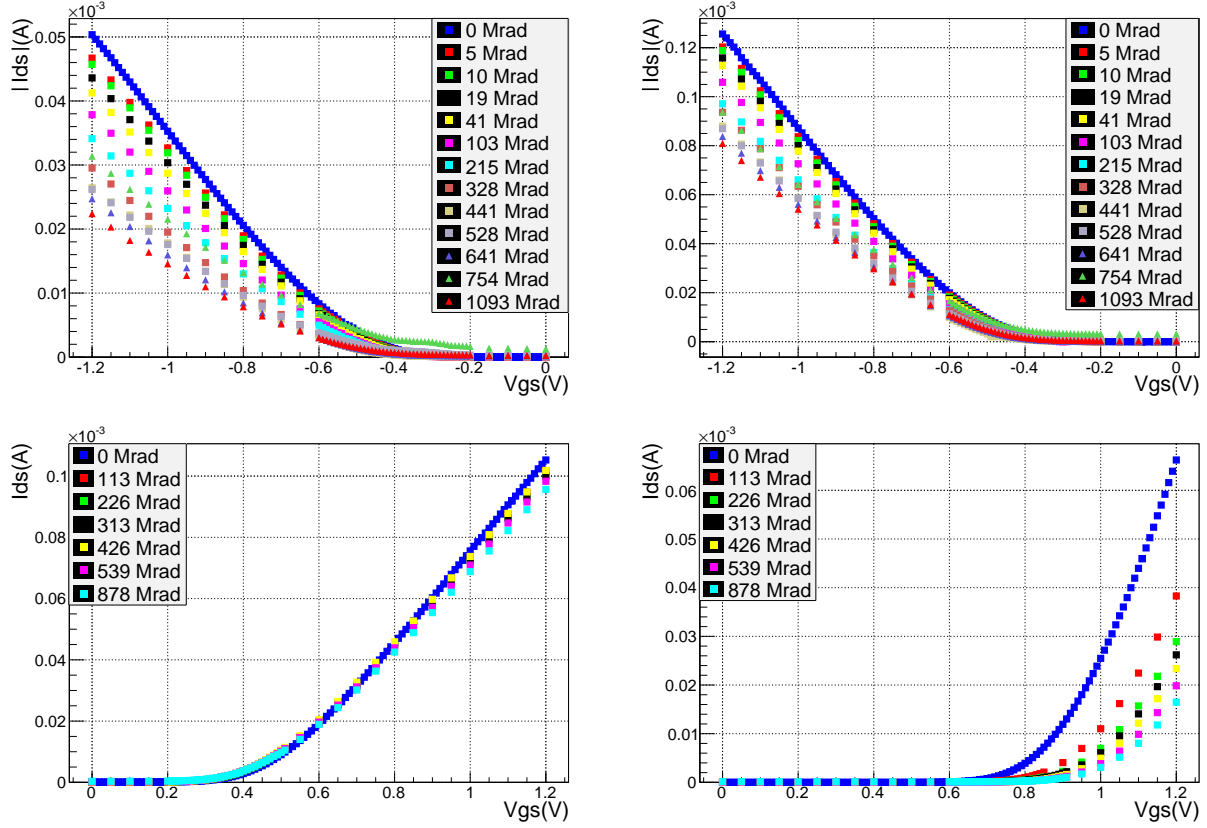 ×10⁻³
|Ids|(A)
0.05
0.04
0.03
0.02
0.01
0
-1.2 -1 -0.8 -0.6 -0.4 -0.2 0
Vgs(V)
0 Mrad
5 Mrad
10 Mrad
19 Mrad
41 Mrad
103 Mrad
215 Mrad
328 Mrad
441 Mrad
528 Mrad
641 Mrad
754 Mrad
1093 Mrad
×10⁻³
|Ids|(A)
0.12
0.1
0.08
0.06
0.04
0.02
0
-1.2 -1 -0.8 -0.6 -0.4 -0.2 0
Vgs(V)
0 Mrad
5 Mrad
10 Mrad
19 Mrad
41 Mrad
103 Mrad
215 Mrad
328 Mrad
441 Mrad
528 Mrad
641 Mrad
754 Mrad
1093 Mrad
×10⁻³
Ids(A)
0.1
0.08
0.06
0.04
0.02
0
0 0.2 0.4 0.6 0.8 1 1.2
Vgs(V)
0 Mrad
113 Mrad
226 Mrad
313 Mrad
426 Mrad
539 Mrad
878 Mrad
×10⁻³
Ids(A)
0.06
0.05
0.04
0.03
0.02
0.01
0
0 0.2 0.4 0.6 0.8 1 1.2
Vgs(V)
0 Mrad
113 Mrad
226 Mrad
313 Mrad
426 Mrad
539 Mrad
878 Mrad